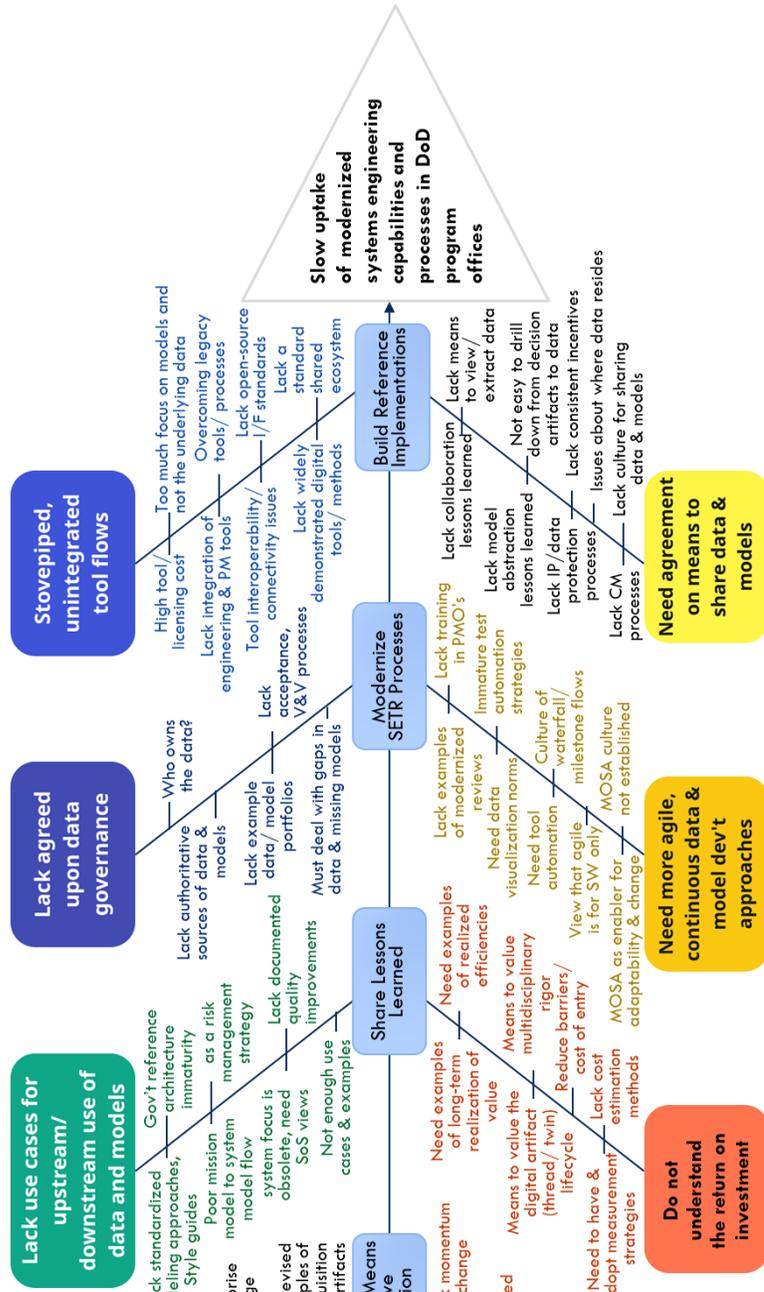 Slow uptake
of modernized
systems engineering
capabilities and
processes in DoD
program
offices
Stovepiped,
unintegrated
tool flows
High tool/
licensing cost
Too much focus on models and
not the underlying data
Lack integration of
engineering & PM tools
Overcoming legacy
tools/ processes
Tool interoperability/
connectivity issues
Lack open-source
I/F standards
Lack widely
demonstrated digital
tools/ methods
Lack a
standard
shared
ecosystem
Build Reference
Implementations
Lack collaboration
lessons learned
Lack means
to view/
extract data
Lack model
abstraction
lessons learned
Not easy to drill
down from decision
artifacts to data
Lack IP/data
protection
processes
Lack consistent incentives
Issues about where data resides
Lack CM
processes
Lack culture for sharing
data & models
Need agreement
on means to
share data &
models
Lack agreed
upon data
governance
Who owns
the data?
Lack authoritative
sources of data &
models
Lack example
data/ model
portfolios
Lack
acceptance,
V&V processes
Must deal with gaps in
data & missing models
Modernize
SETR Processes
Lack examples
of modernized
reviews
Lack training
in PMO's
Need data
visualization norms
Immature test
automation
strategies
Need tool
automation
Culture of
waterfall/
milestone flows
View that agile
is for SW only
MOSA as enabler for
adaptability & change
MOSA culture
not established
Need more agile,
continuous data &
model dev't
approaches
Lack use cases for
upstream/
downstream use of
data and models
ck standardized
eling approaches,
Style guides
Gov't reference
architecture
immaturity
Poor mission
model to system
model flow
as a risk
management
strategy
system focus is
obsolete, need
SoS views
Lack documented
quality
improvements
Not enough use
cases & examples
Share Lessons
Learned
Need examples
of long-term
realization of
value
Need examples
of realized
efficiencies
Means to value the
digital artifact
(thread/ twin)
lifecycle
Means to value
multidisciplinary
rigor
Reduce barriers/
cost of entry
Need to have &
dopt measurement
strategies
Lack cost
estimation
methods
Do not
understand
the return on
investment
rise
ge
evised
ples of
uisition
rtifacts
Means
ve
ion
momentum
change
ed